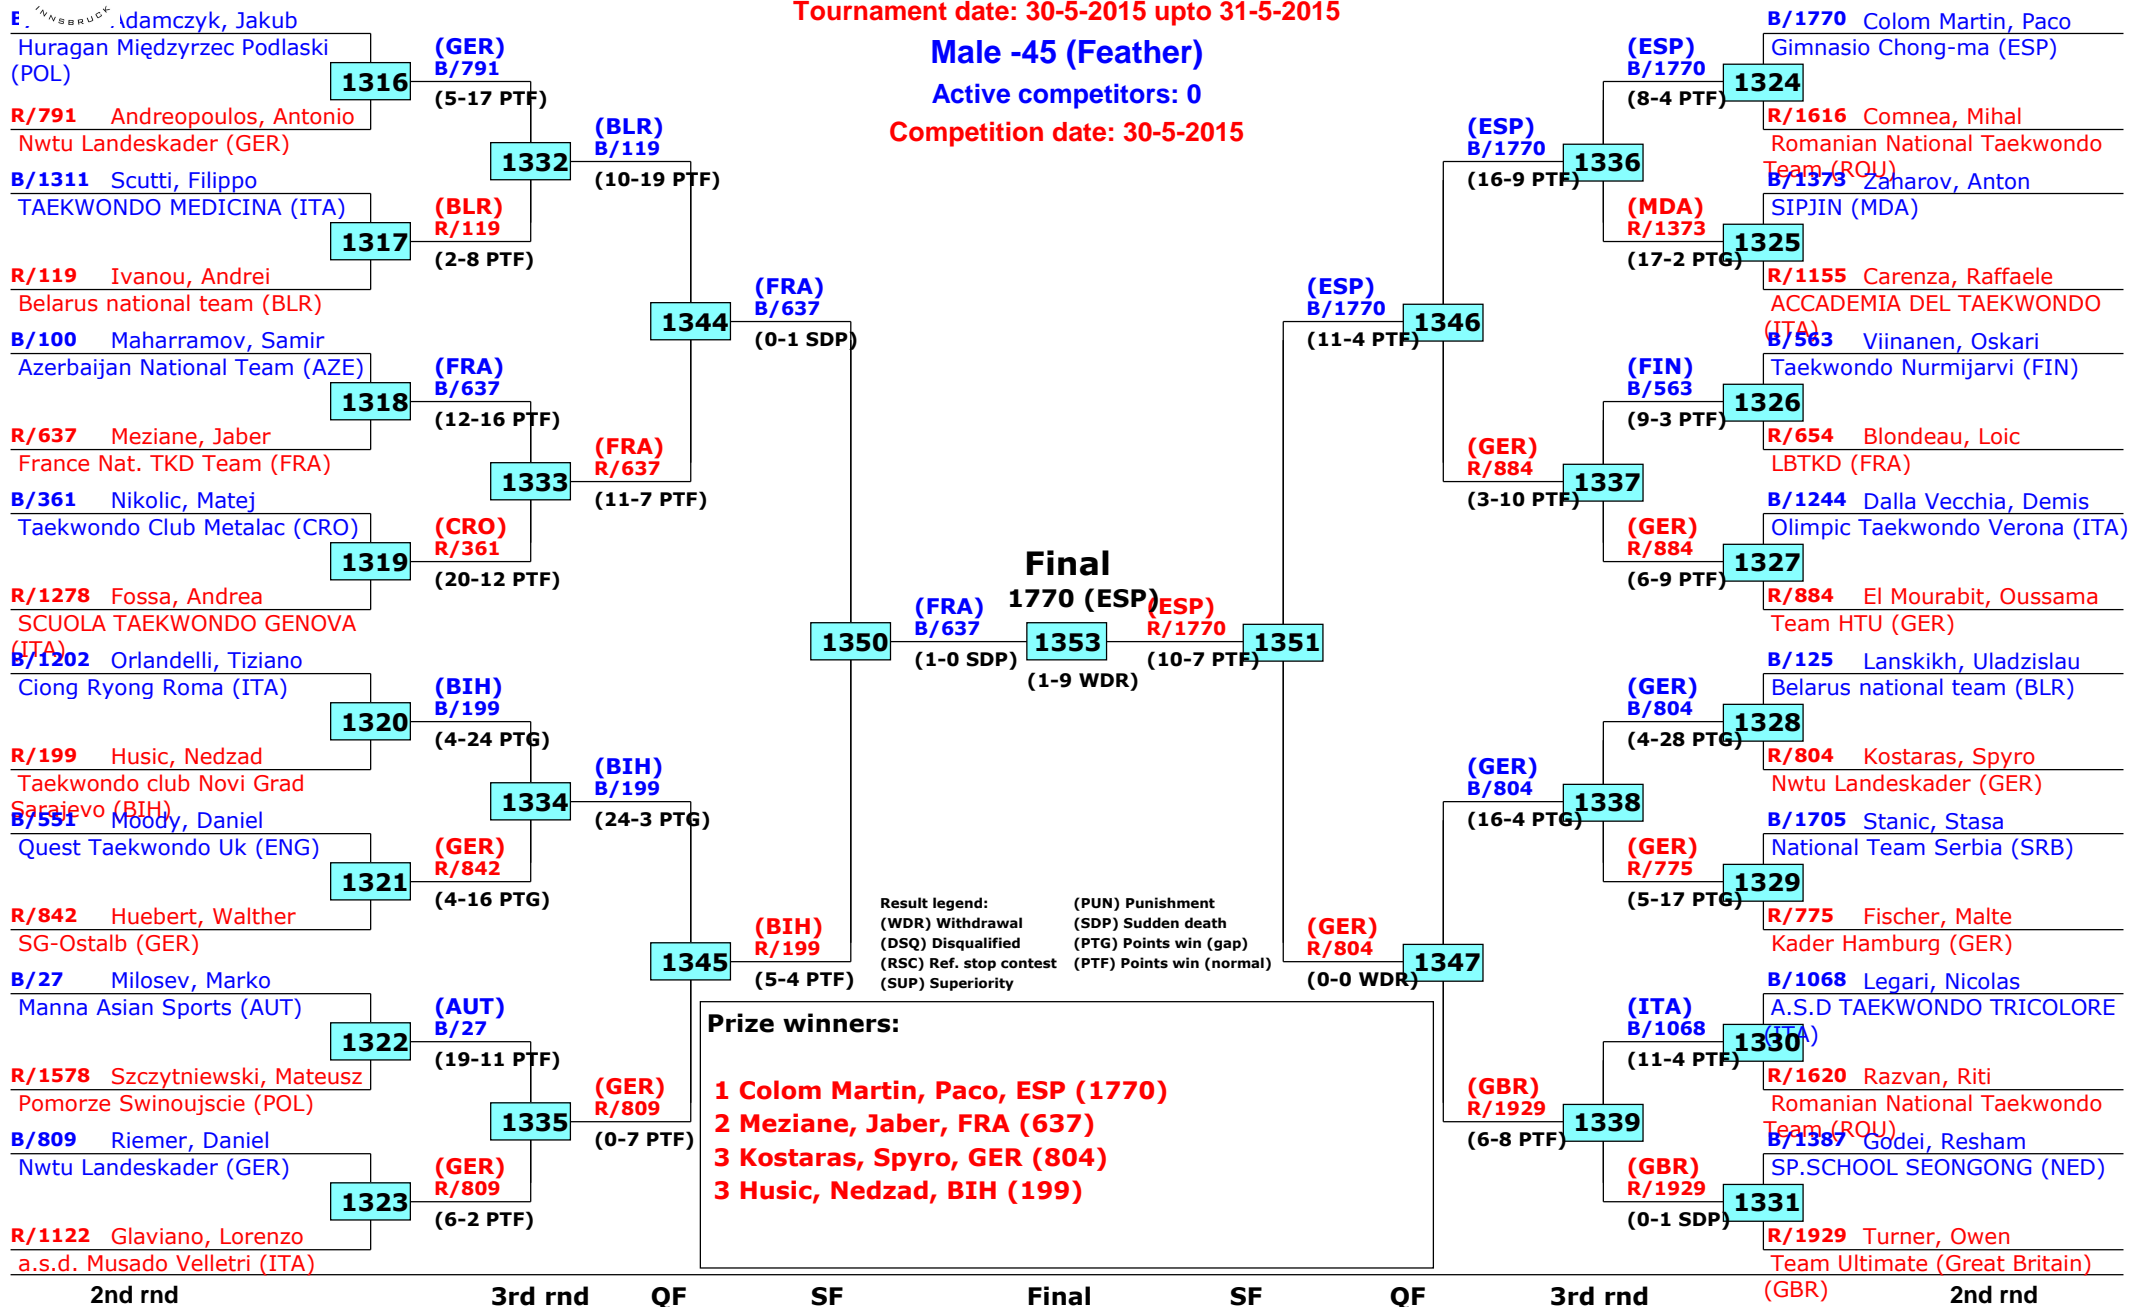 INNSBRUCK
Tournament date: 30-5-2015 upto 31-5-2015
Male -45 (Feather)
Active competitors: 0
Competition date: 30-5-2015
Adamczyk, Jakub
Huragan Międzyrzec Podlaski
(POL)
1316
R/791 Andreopoulos, Antonio
Nwtu Landeskader (GER)
B/1311 Scutti, Filippo
TAEKWONDO MEDICINA (ITA)
1317
R/119 Ivanou, Andrei
Belarus national team (BLR)
B/100 Maharramov, Samir
Azerbaijan National Team (AZE)
1318
R/637 Meziane, Jaber
France Nat. TKD Team (FRA)
B/361 Nikolic, Matej
Taekwondo Club Metalac (CRO)
1319
R/1278 Fossa, Andrea
SCUOLA TAEKWONDO GENOVA
(ITA)
B/1202 Orlandelli, Tiziano
Ciong Ryong Roma (ITA)
1320
R/199 Husic, Nedzad
Taekwondo club Novi Grad
Sarajevo (BIH)
B/551 Moody, Daniel
Quest Taekwondo Uk (ENG)
1321
R/842 Huebert, Walther
SG-Ostalb (GER)
B/27 Milosev, Marko
Manna Asian Sports (AUT)
1322
R/1578 Szczytniewski, Mateusz
Pomorze Swinoujscie (POL)
B/809 Riemer, Daniel
Nwtu Landeskader (GER)
1323
R/1122 Glaviano, Lorenzo
a.s.d. Musado Velletri (ITA)
(GER)
B/791
(5-17 PTF)
1332
(BLR)
R/119
(2-8 PTF)
(FRA)
B/637
(12-16 PTF)
1333
(CRO)
R/361
(20-12 PTF)
(BIH)
B/199
(4-24 PTG)
1334
(GER)
R/842
(4-16 PTG)
(AUT)
B/27
(19-11 PTF)
1335
(GER)
R/809
(6-2 PTF)
(BLR)
B/119
(10-19 PTF)
1344
(FRA)
R/637
(11-7 PTF)
(BIH)
B/199
(24-3 PTG)
1345
(GER)
R/809
(0-7 PTF)
(FRA)
B/637
(0-1 SDP)
1350
(BIH)
R/199
(5-4 PTF)
(FRA)
B/637
(1-0 SDP)
Final
1770 (ESP)
1353
(1-9 WDR)
(ESP)
R/1770
(10-7 PTF)
1351
(ESP)
B/1770
(11-4 PTF)
1346
(GER)
R/804
(0-0 WDR)
1347
(ESP)
B/1770
(16-9 PTF)
1336
(GER)
R/884
(3-10 PTF)
1337
(GER)
B/804
(16-4 PTG)
1338
(GBR)
R/1929
(6-8 PTF)
1339
(ESP)
B/1770
(8-4 PTF)
(MDA)
R/1373
(17-2 PTG)
(FIN)
B/563
(9-3 PTF)
(GER)
R/884
(6-9 PTF)
(GER)
B/804
(4-28 PTG)
(GER)
R/775
(5-17 PTG)
(ITA)
B/1068
(11-4 PTF)
(GBR)
R/1929
(0-1 SDP)
B/1770 Colom Martin, Paco
Gimnasio Chong-ma (ESP)
1324
R/1616 Comnea, Mihal
Romanian National Taekwondo
Team (ROU)
B/1373 Zaharov, Anton
SIPJIN (MDA)
1325
R/1155 Carenza, Raffaele
ACCADEMIA DEL TAEKWONDO
(ITA)
B/563 Viinanen, Oskari
Taekwondo Nurmijarvi (FIN)
1326
R/654 Blondeau, Loic
LBTKD (FRA)
B/1244 Dalla Vecchia, Demis
Olimpic Taekwondo Verona (ITA)
1327
R/884 El Mourabit, Oussama
Team HTU (GER)
B/125 Lanskikh, Uladzislau
Belarus national team (BLR)
1328
R/804 Kostaras, Spyro
Nwtu Landeskader (GER)
B/1705 Stanic, Stasa
National Team Serbia (SRB)
1329
R/775 Fischer, Malte
Kader Hamburg (GER)
B/1068 Legari, Nicolas
A.S.D TAEKWONDO TRICOLORE
(ITA)
1330
R/1620 Razvan, Riti
Romanian National Taekwondo
Team (ROU)
B/1387 Godei, Resham
SP.SCHOOL SEONGONG (NED)
1331
R/1929 Turner, Owen
Team Ultimate (Great Britain)
(GBR)
Result legend:
(WDR) Withdrawal
(DSQ) Disqualified
(RSC) Ref. stop contest
(SUP) Superiority
(PUN) Punishment
(SDP) Sudden death
(PTG) Points win (gap)
(PTF) Points win (normal)
Prize winners:
1 Colom Martin, Paco, ESP (1770)
2 Meziane, Jaber, FRA (637)
3 Kostaras, Spyro, GER (804)
3 Husic, Nedzad, BIH (199)
2nd rnd 3rd rnd QF SF Final SF QF 3rd rnd 2nd rnd